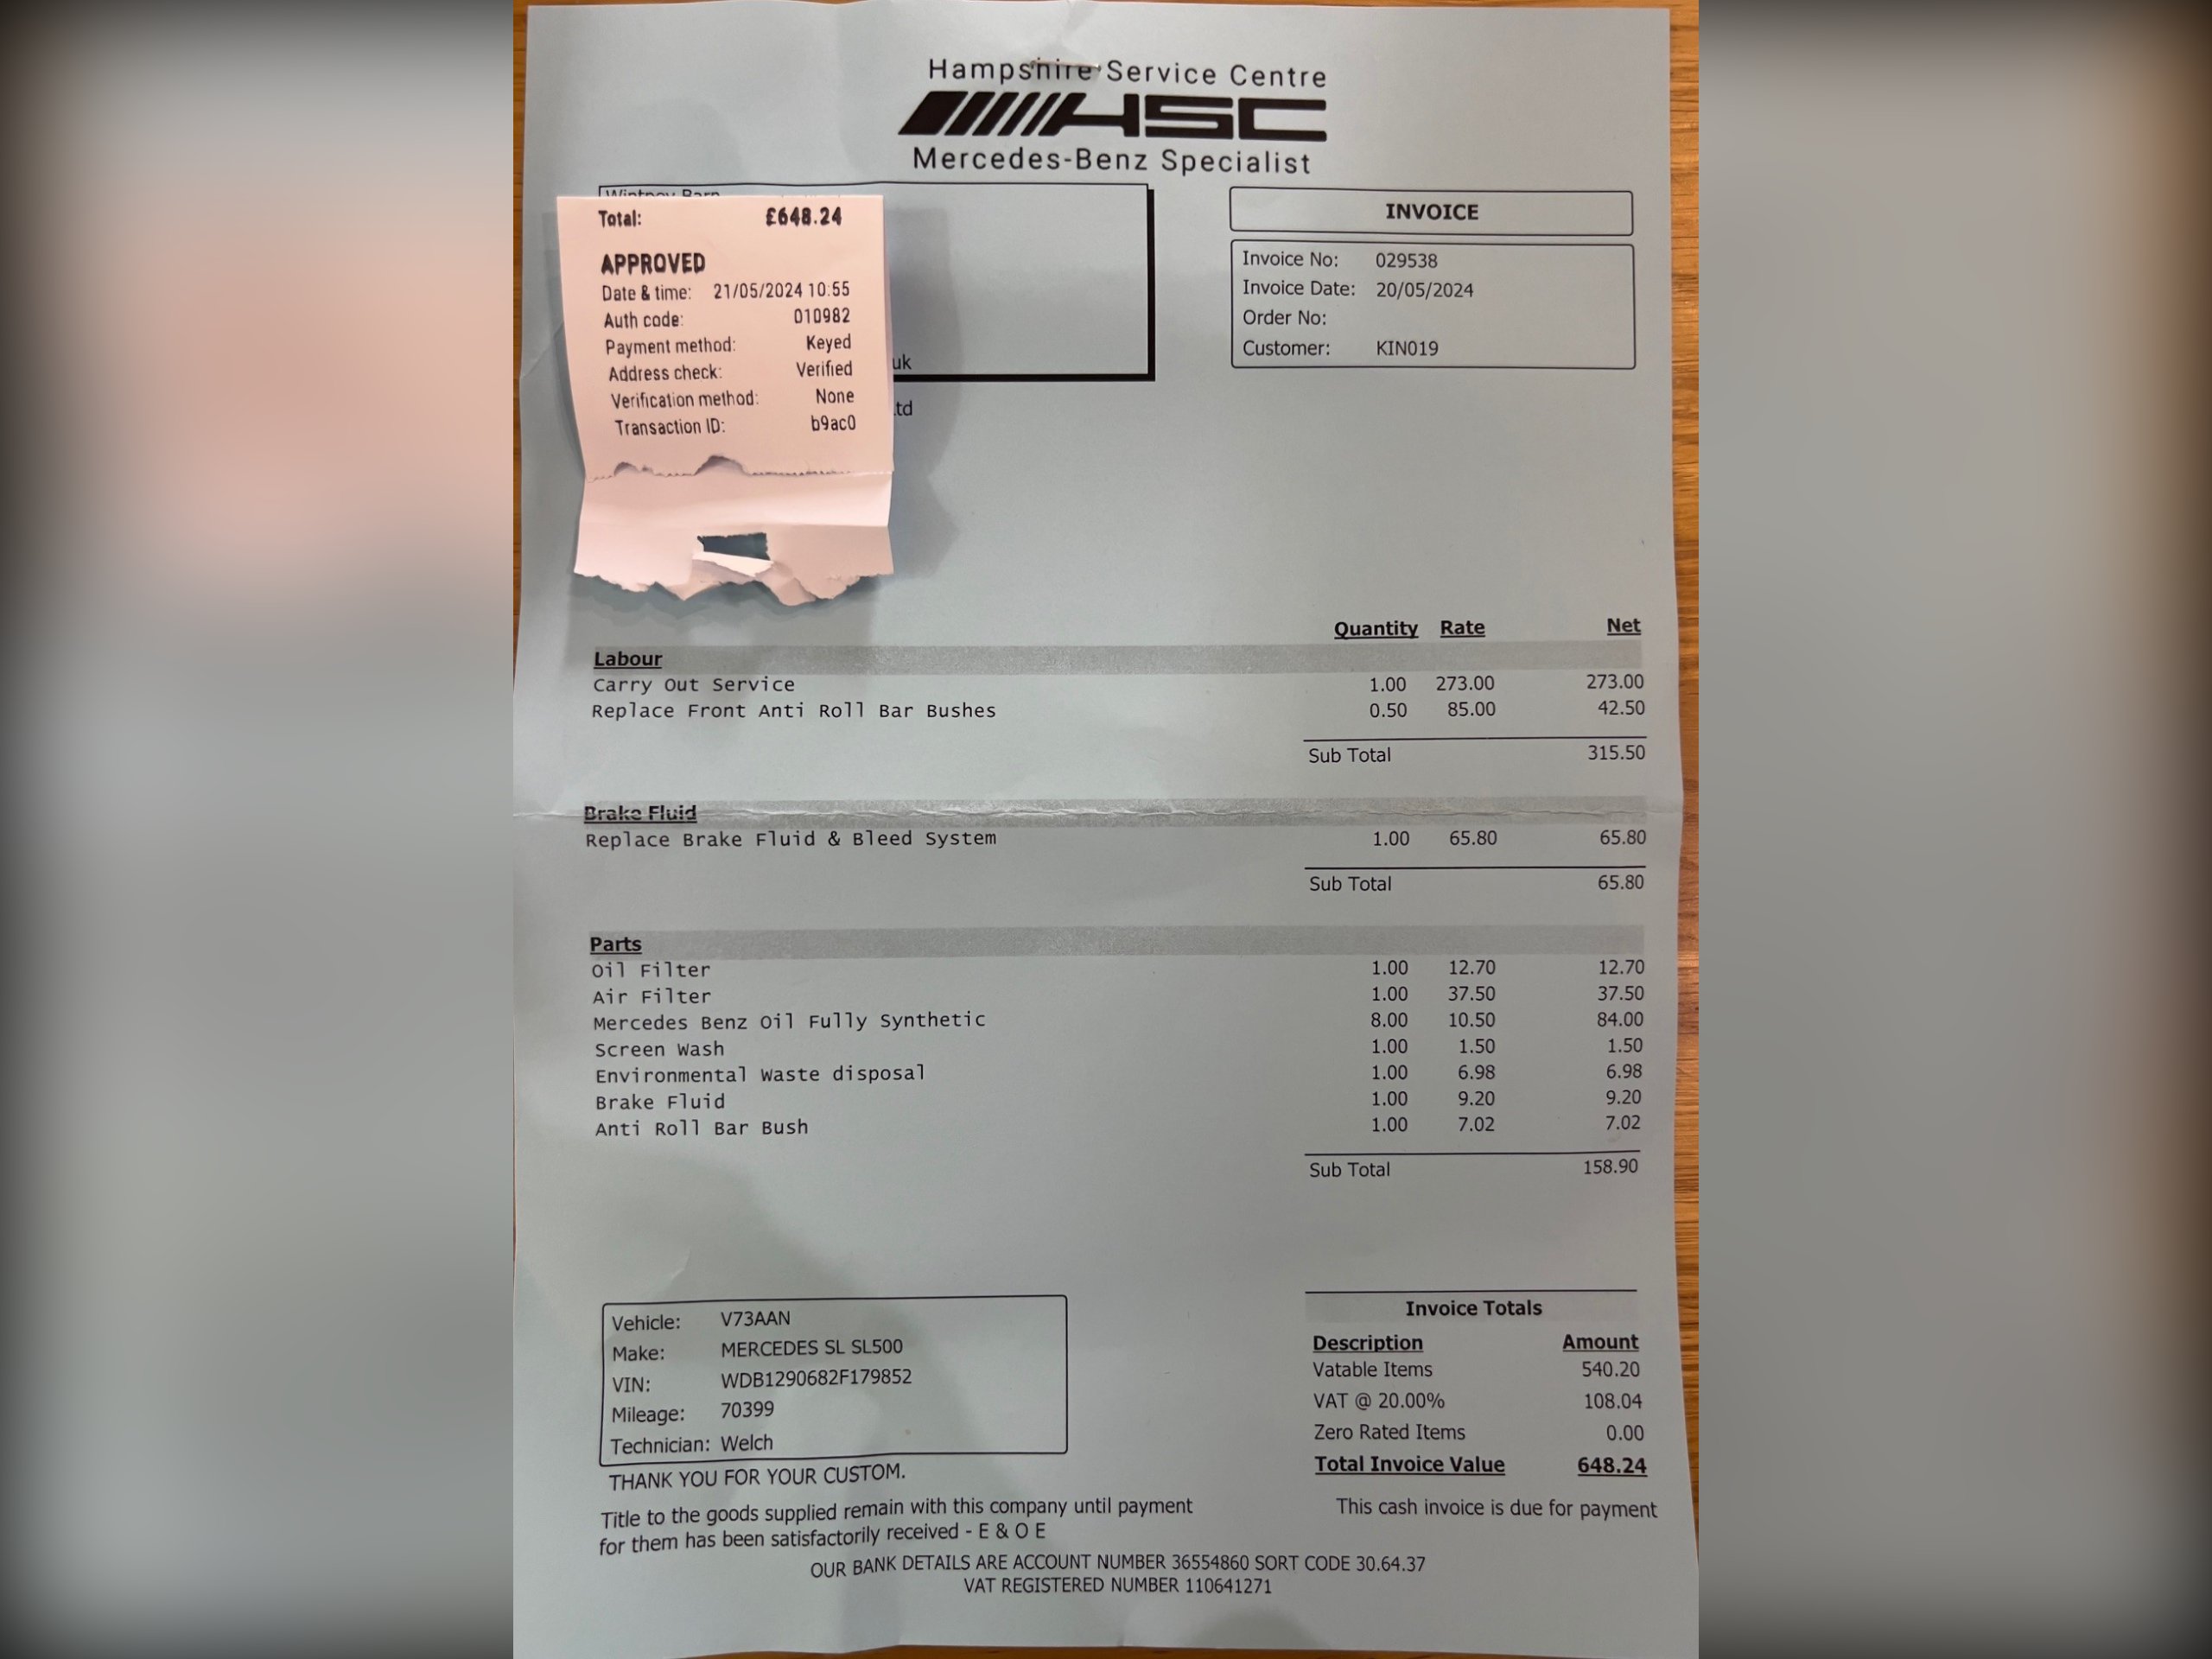 Hampshire Service Centre
HSC
Mercedes-Benz Specialist
Total: £648.24
APPROVED
Date & time: 21/05/2024 10:55
Auth code: 010982
Payment method: Keyed
Address check: Verified
Verification method: None
Transaction ID: b9ac0
uk
td
INVOICE
Invoice No: 029538
Invoice Date: 20/05/2024
Order No:
Customer: KIN019
Quantity Rate Net
Labour
Carry Out Service 1.00 273.00 273.00
Replace Front Anti Roll Bar Bushes 0.50 85.00 42.50
Sub Total 315.50
Brake Fluid
Replace Brake Fluid & Bleed System 1.00 65.80 65.80
Sub Total 65.80
Parts
Oil Filter 1.00 12.70 12.70
Air Filter 1.00 37.50 37.50
Mercedes Benz Oil Fully Synthetic 8.00 10.50 84.00
Screen Wash 1.00 1.50 1.50
Environmental Waste disposal 1.00 6.98 6.98
Brake Fluid 1.00 9.20 9.20
Anti Roll Bar Bush 1.00 7.02 7.02
Sub Total 158.90
Vehicle: V73AAN
Make: MERCEDES SL SL500
VIN: WDB1290682F179852
Mileage: 70399
Technician: Welch
Invoice Totals
Description Amount
Vatable Items 540.20
VAT @ 20.00% 108.04
Zero Rated Items 0.00
Total Invoice Value 648.24
THANK YOU FOR YOUR CUSTOM.
Title to the goods supplied remain with this company until payment
for them has been satisfactorily received - E & O E
This cash invoice is due for payment
OUR BANK DETAILS ARE ACCOUNT NUMBER 36554860 SORT CODE 30.64.37
VAT REGISTERED NUMBER 110641271